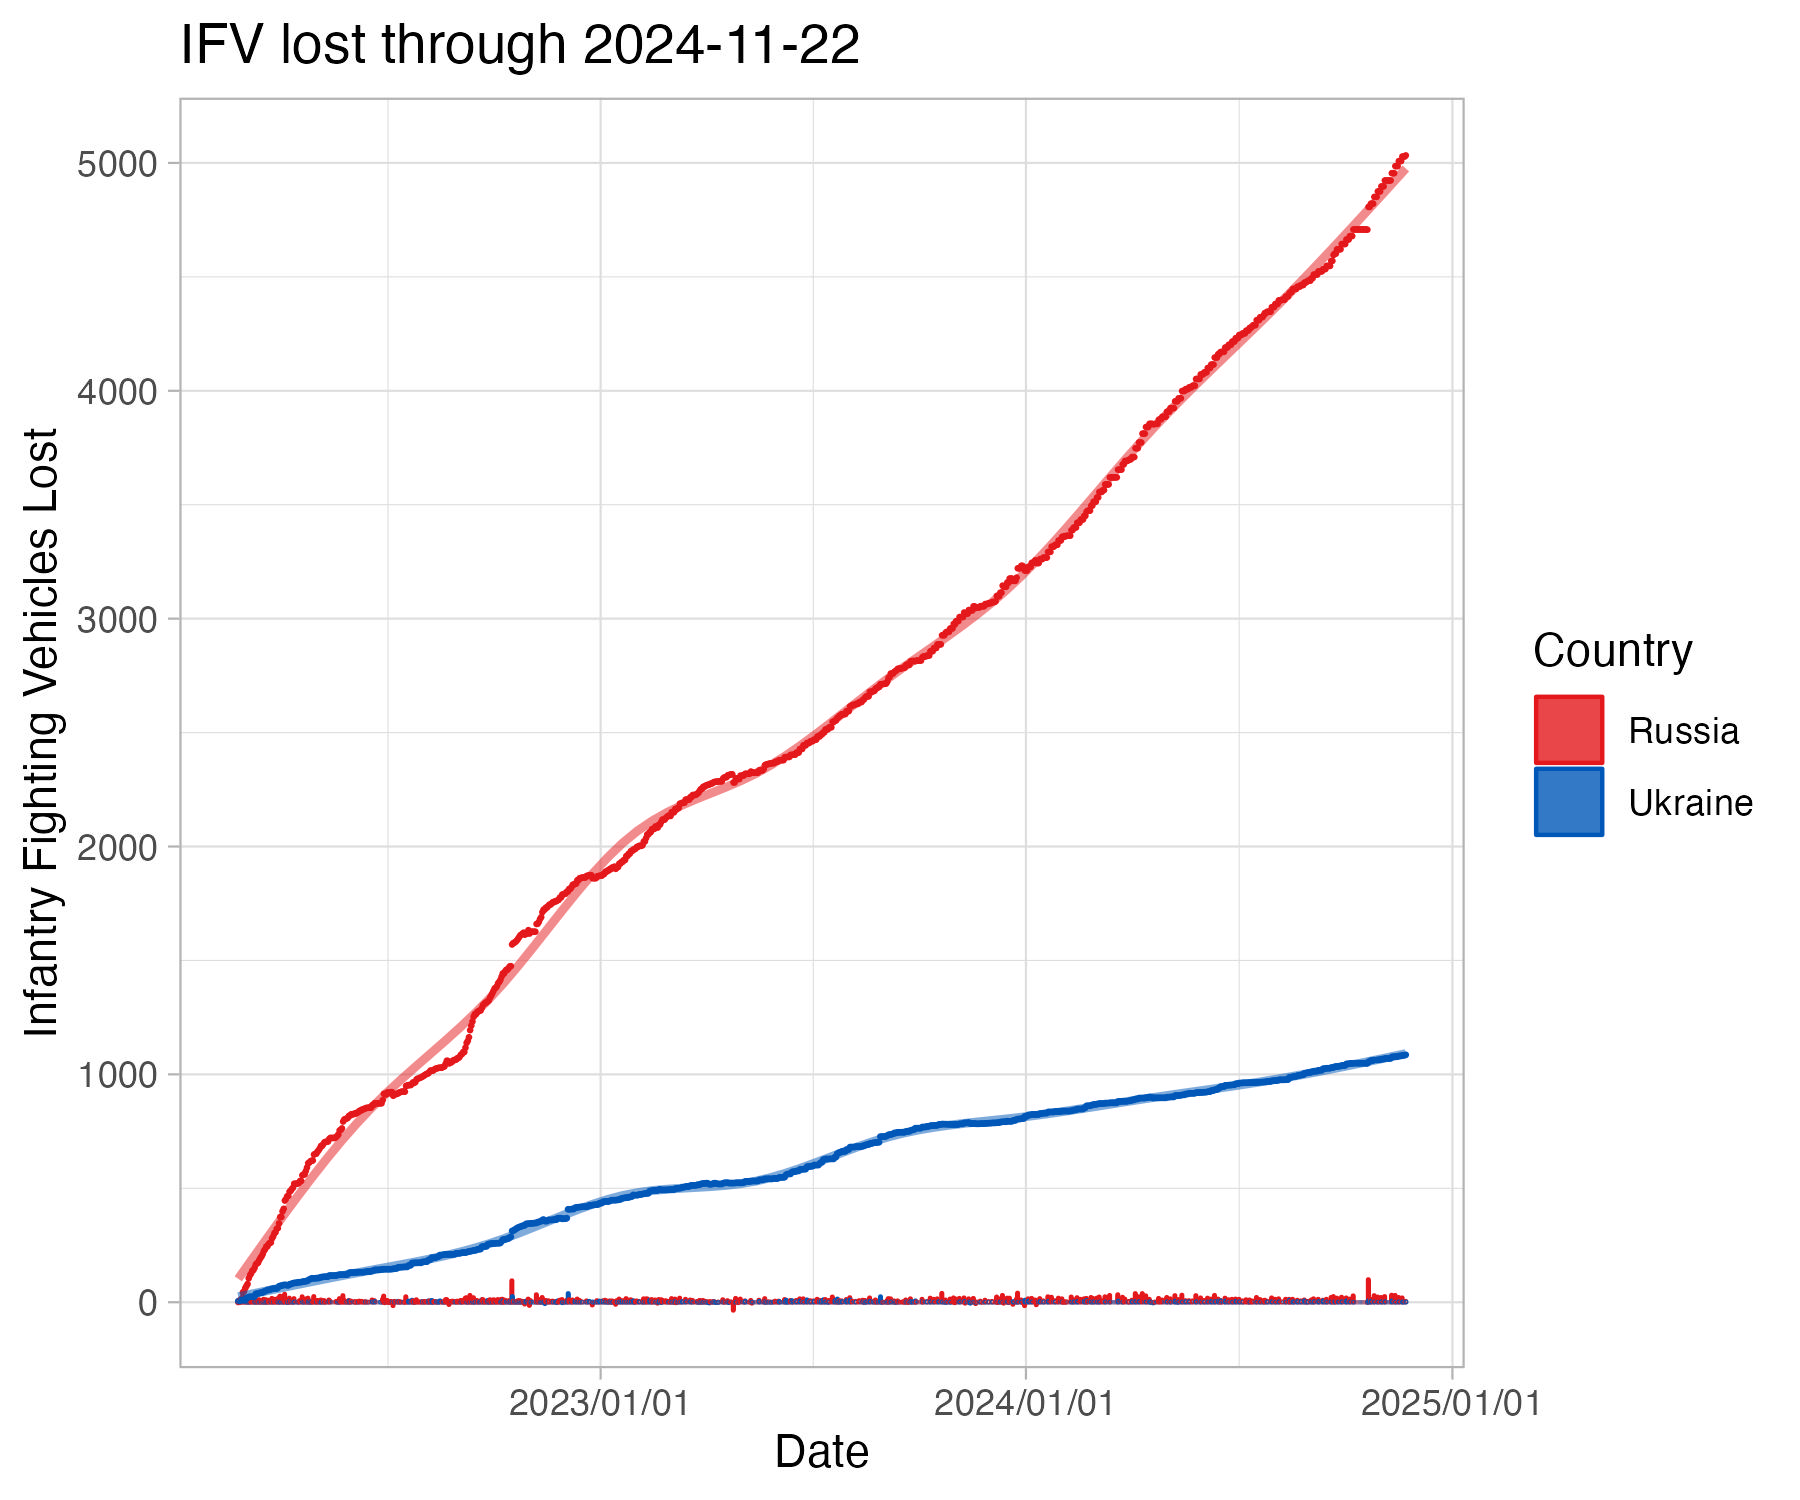 IFV lost through 2024-11-22
Infantry Fighting Vehicles Lost
5000
4000
3000
2000
1000
0
2023/01/01
2024/01/01
2025/01/01
Date
Country
Russia
Ukraine